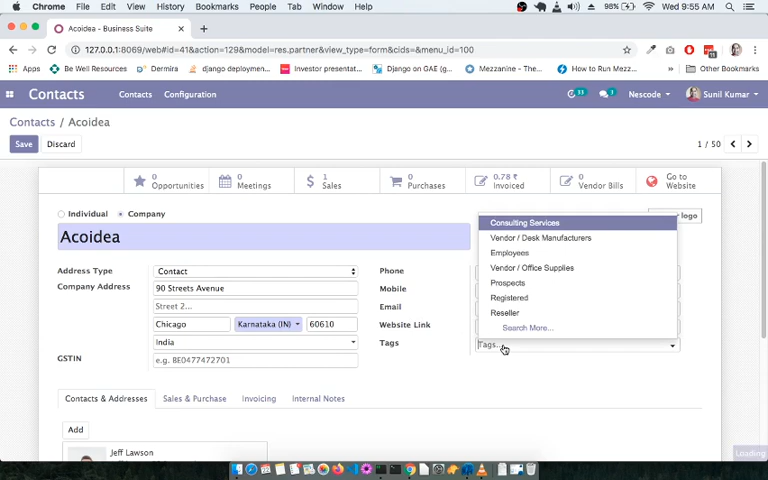 Chrome File Edit View History Bookmarks People Tab Window Help 98% Wed 9:55 AM
Acoidea - Business Suite
127.0.0.1:8069/web#id=41&action=129&model=res.partner&view_type=form&cids=&menu_id=100
Apps Be Well Resources Dermira django deploymen... Investor presentat... Django on GAE (g... Mezzanine - The... How to Run Mezz... » Other Bookmarks
Contacts Contacts Configuration 33 1 Nescode Sunil Kumar
Contacts / Acoidea
Save Discard 1 / 50
0 Opportunities
0 Meetings
1 Sales
0 Purchases
0.78 ₹ Invoiced
0 Vendor Bills
Go to Website
Individual Company
logo
Acoidea
Consulting Services
Vendor / Desk Manufacturers
Employees
Vendor / Office Supplies
Prospects
Registered
Reseller
Search More...
Address Type Contact Phone
Company Address 90 Streets Avenue Mobile
Street 2... Email
Chicago Karnataka (IN) 60610 Website Link
India Tags Tags...
GSTIN e.g. BE0477472701
Contacts & Addresses Sales & Purchase Invoicing Internal Notes
Add
Jeff Lawson
Loading